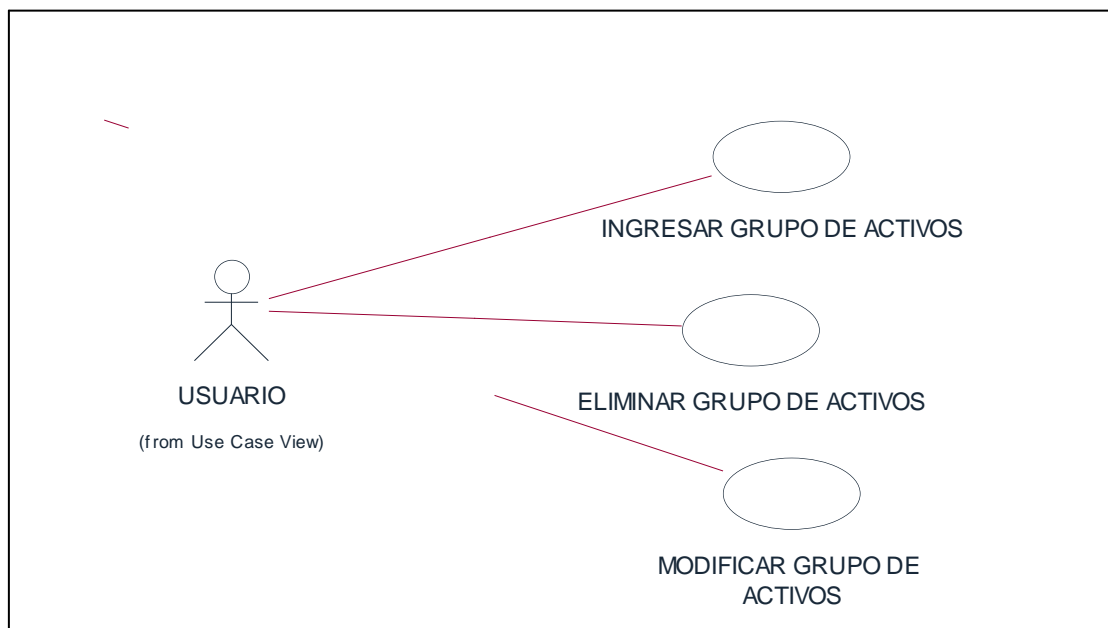 INGRESAR GRUPO DE ACTIVOS
USUARIO
(from Use Case View)
ELIMINAR GRUPO DE ACTIVOS
MODIFICAR GRUPO DE
ACTIVOS